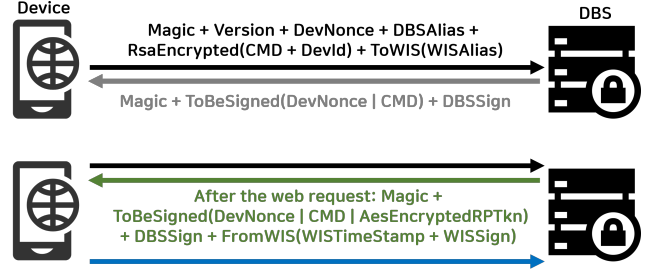 Device
DBS
Magic + Version + DevNonce + DBSAlias +
RsaEncrypted(CMD + DevId) + ToWIS(WISAlias)
Magic + ToBeSigned(DevNonce | CMD) + DBSSign
After the web request: Magic +
ToBeSigned(DevNonce | CMD | AesEncryptedRPTkn)
+ DBSSign + FromWIS(WISTimeStamp + WISSign)